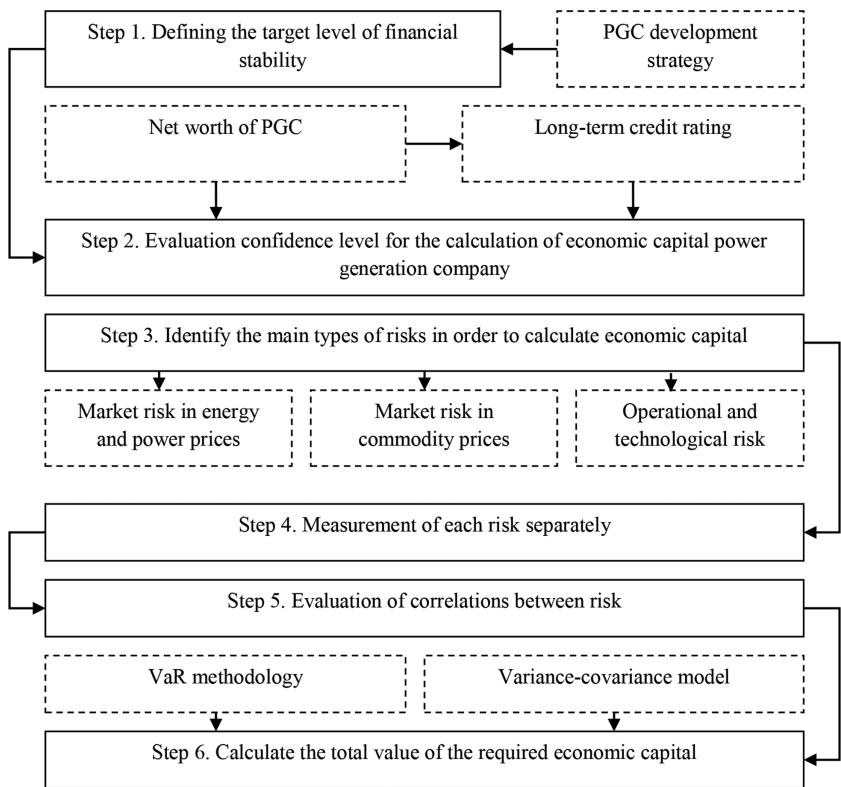 Step 1. Defining the target level of financial
stability
PGC development
strategy
Net worth of PGC
Long-term credit rating
Step 2. Evaluation confidence level for the calculation of economic capital power
generation company
Step 3. Identify the main types of risks in order to calculate economic capital
Market risk in energy
and power prices
Market risk in
commodity prices
Operational and
technological risk
Step 4. Measurement of each risk separately
Step 5. Evaluation of correlations between risk
VaR methodology
Variance-covariance model
Step 6. Calculate the total value of the required economic capital